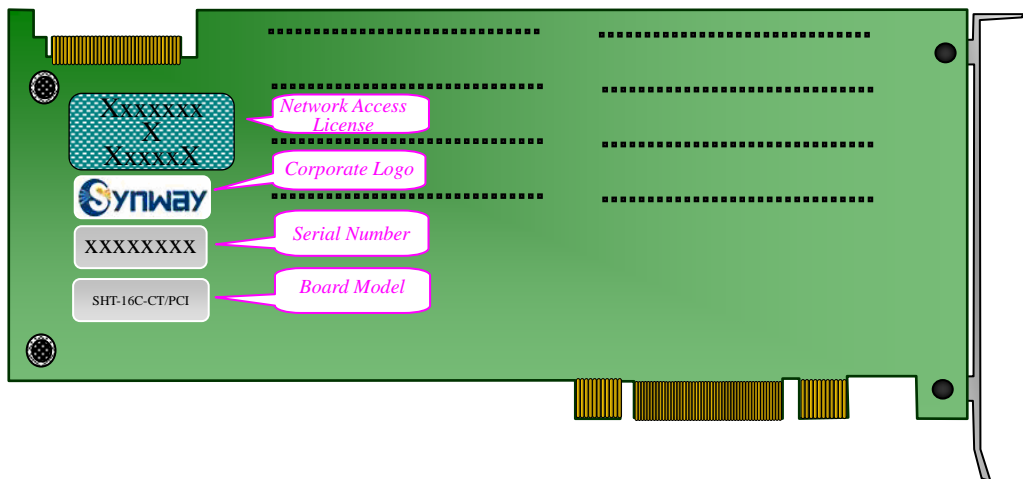 Xxxxxxx
X
XxxxxX
Network Access
License
SYNWAY
Corporate Logo
XXXXXXXX
Serial Number
SHT-16C-CT/PCI
Board Model